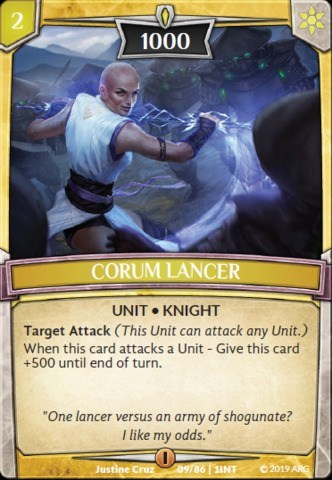 2
1000
CORUM LANCER
UNIT • KNIGHT
Target Attack (This Unit can attack any Unit.)
When this card attacks a Unit - Give this card
+500 until end of turn.
"One lancer versus an army of shogunate?
I like my odds."
I
Justine Cruz 09/86 | 1INT © 2019 ARG